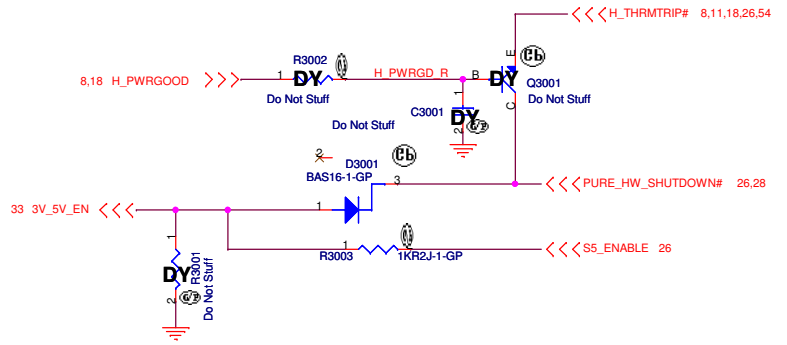 H_THRMTRIP# 8,11,18,26,54
R3002
8,18 H_PWRGOOD
1
DY
2
H_PWRGD_R
B
E
DY
C
Q3001
Do Not Stuff
Do Not Stuff
1
C3001
DY
2
Do Not Stuff
2
D3001
BAS16-1-GP
3
PURE_HW_SHUTDOWN# 26,28
33 3V_5V_EN
1
1
R3003
1KR2J-1-GP
S5_ENABLE 26
1
DY
2
R3001
Do Not Stuff